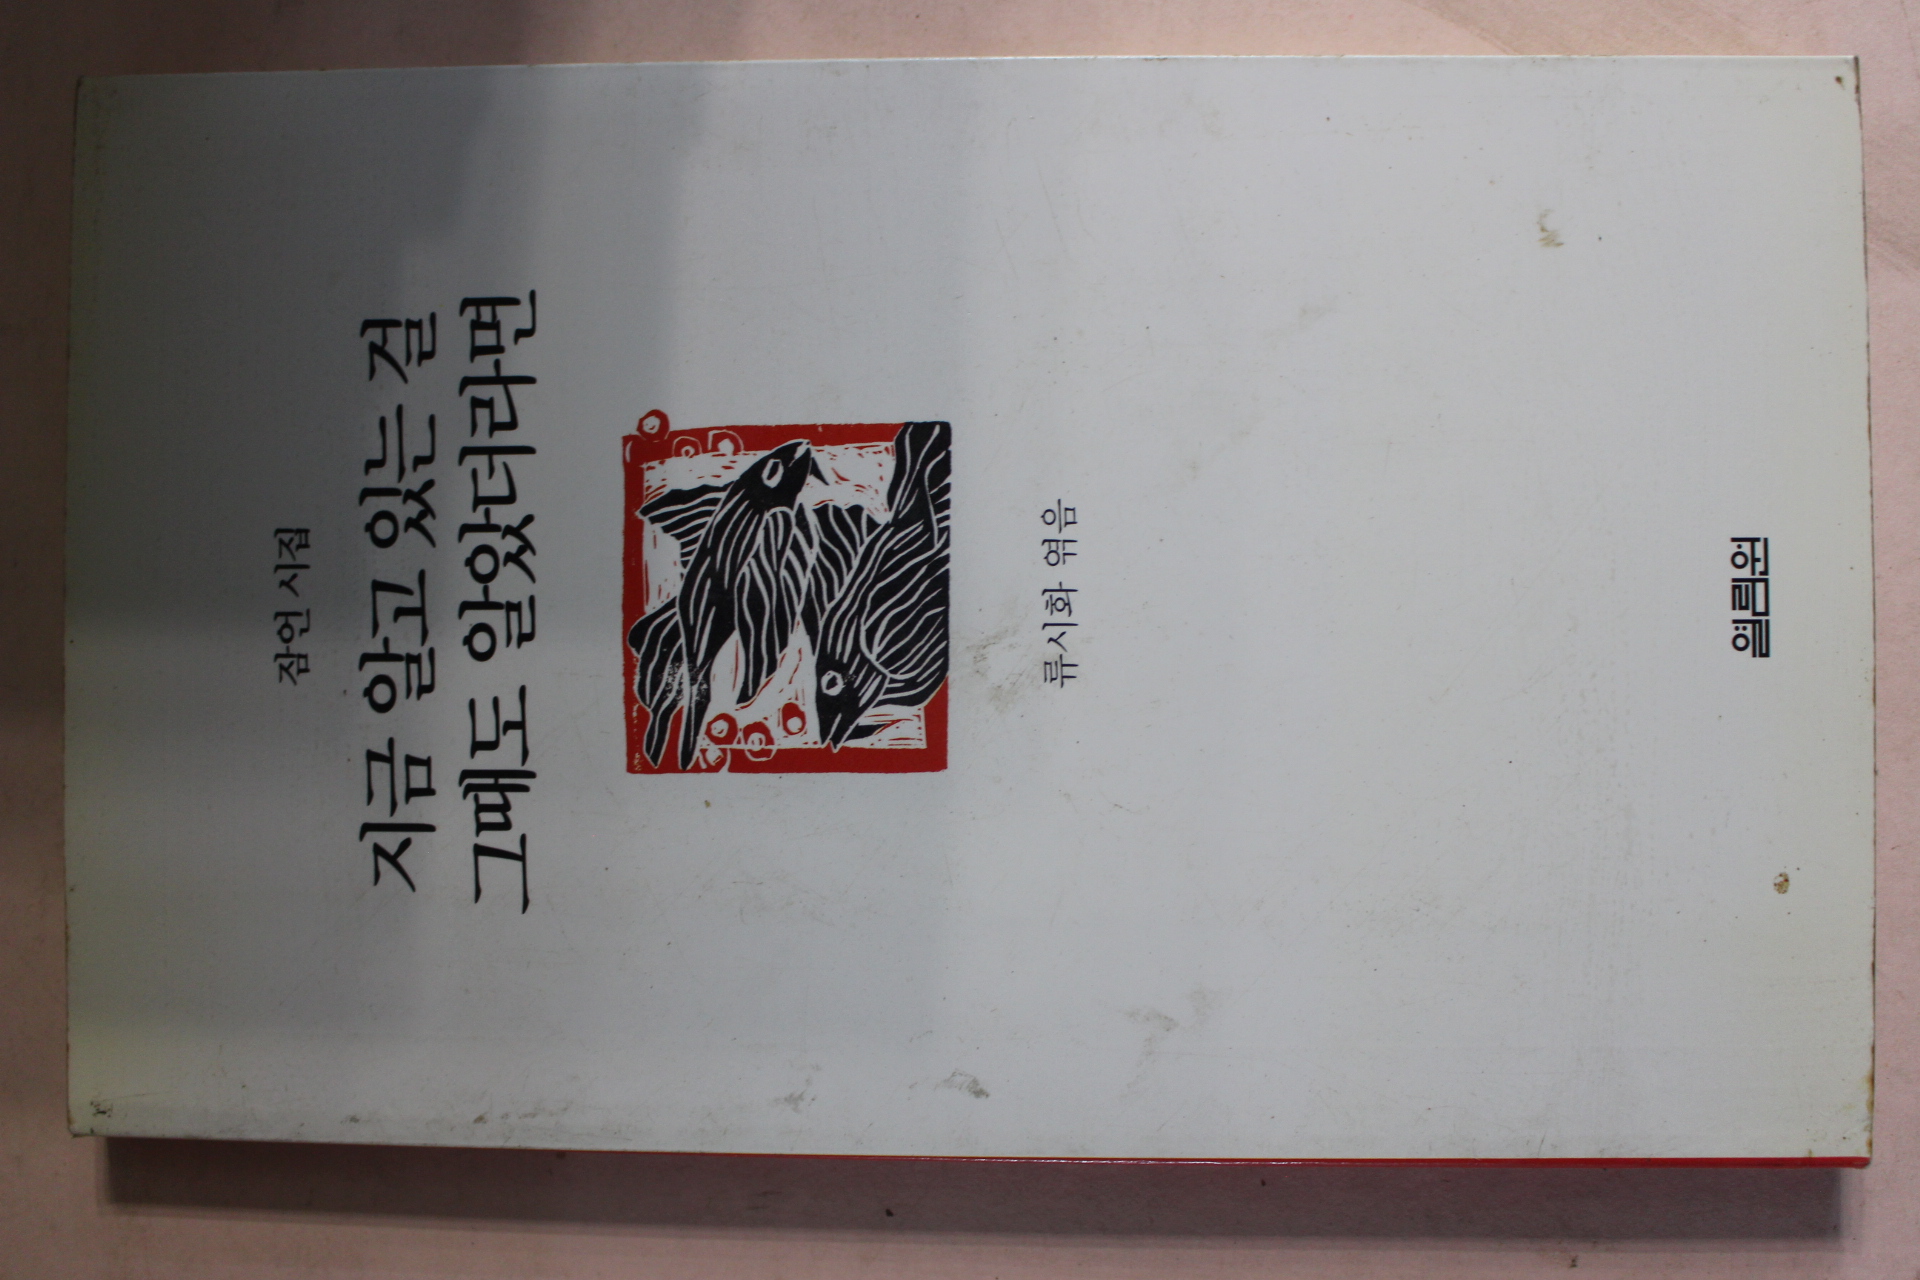 잠언 시집
지금 알고 있는 걸
그때도 알았더라면
류시화 엮음
열림원